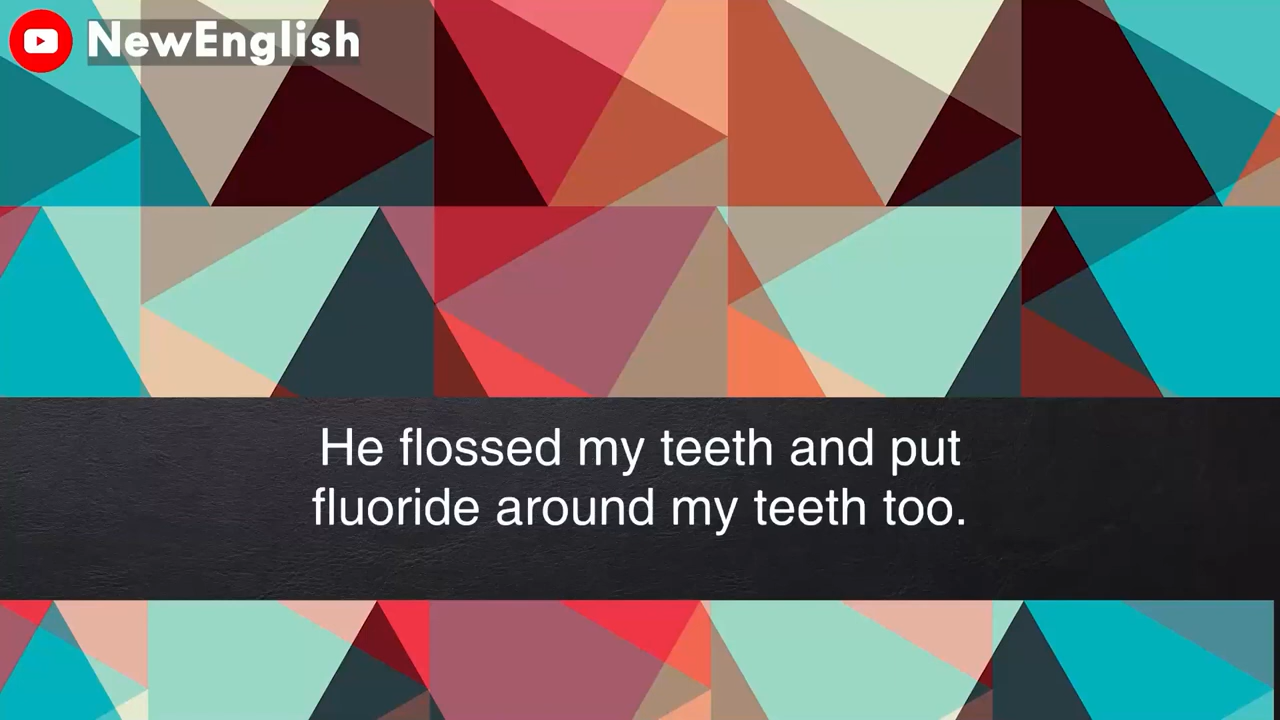 NewEnglish
He flossed my teeth and put
fluoride around my teeth too.